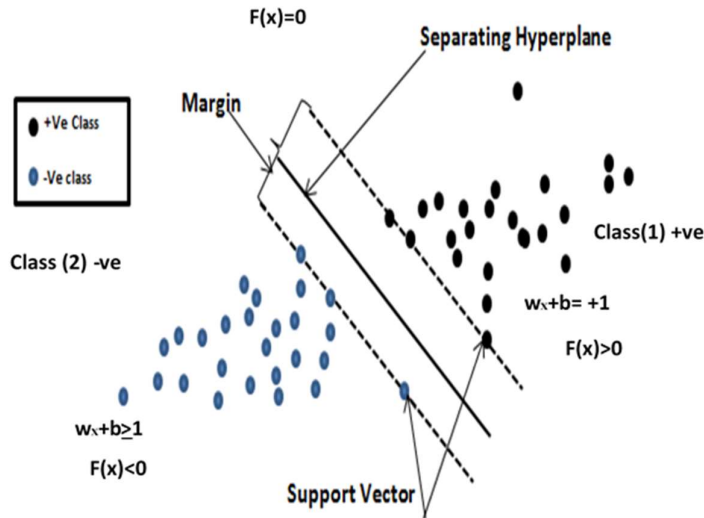 F(x)=0
Separating Hyperplane
Margin
+Ve Class
-Ve class
Class(1) +ve
Class (2) -ve
wₓ+b= +1
F(x)>0
wₓ+b≥1
F(x)<0
Support Vector